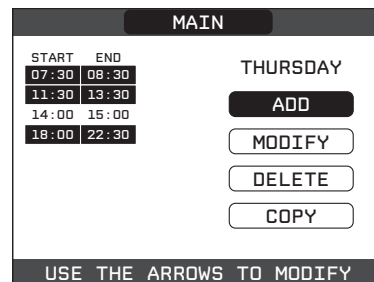 MAIN
START END
07:30 08:30
11:30 13:30
14:00 15:00
18:00 22:30
THURSDAY
ADD
MODIFY
DELETE
COPY
USE THE ARROWS TO MODIFY